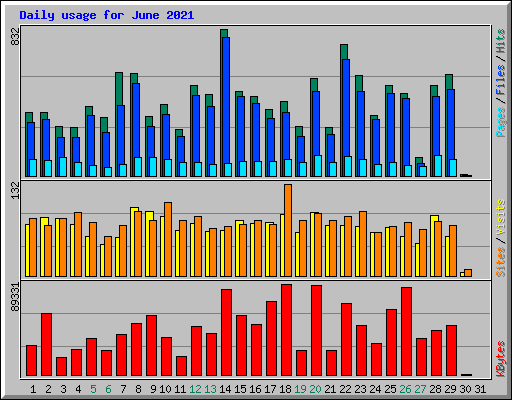 Daily usage for June 2021
832
Pages/Files/Hits
132
Sites/Visits
89331
KBytes
1 2 3 4 5 6 7 8 9 10 11 12 13 14 15 16 17 18 19 20 21 22 23 24 25 26 27 28 29 30 31